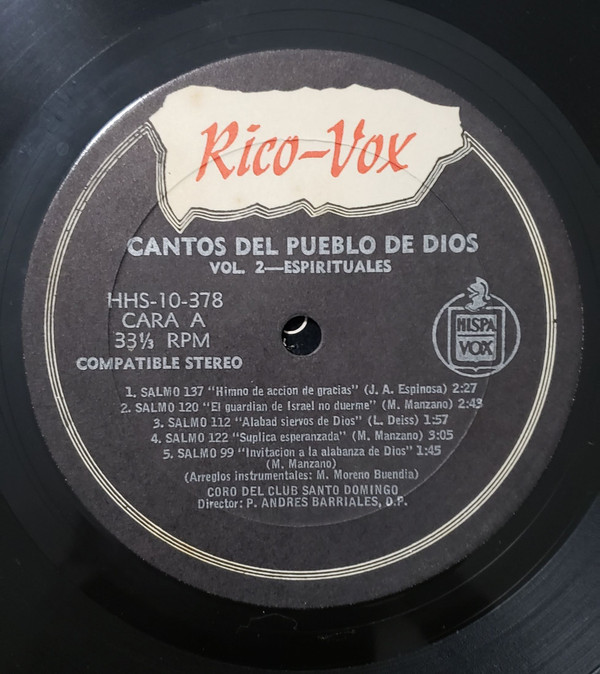 Rico-Vox
CANTOS DEL PUEBLO DE DIOS
VOL. 2—ESPIRITUALES
HHS-10-378
CARA A
33⅓ RPM
COMPATIBLE STEREO
HISPA
VOX
1. SALMO 137 "Himno de accion de gracias" (J. A. Espinosa) 2:27
2. SALMO 120 "El guardian de Israel no duerme" (M. Manzano) 2:43
3. SALMO 112 "Alabad siervos de Dios" (L. Deiss) 1:57
4. SALMO 122 "Suplica esperanzada" (M. Manzano) 3:05
5. SALMO 99 "Invitacion a la alabanza de Dios" 1:45
(M. Manzano)
(Arreglos instrumentales: M. Moreno Buendia)
CORO DEL CLUB SANTO DOMINGO
Director: P. ANDRES BARRIALES, O.P.